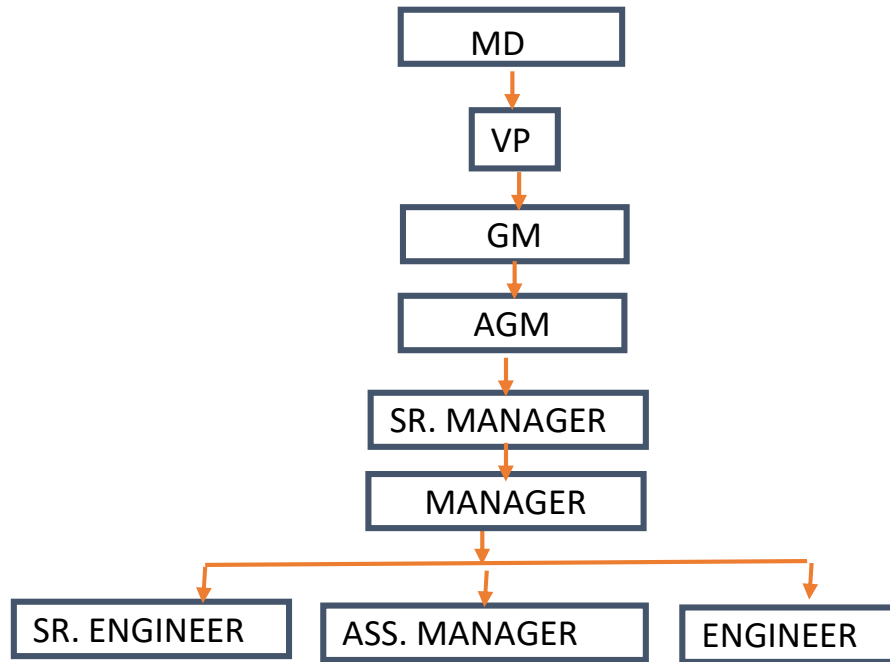 MD
VP
GM
AGM
SR. MANAGER
MANAGER
SR. ENGINEER
ASS. MANAGER
ENGINEER